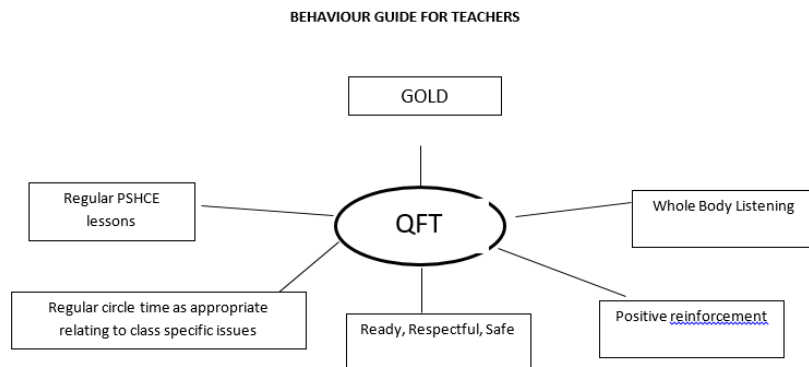 BEHAVIOUR GUIDE FOR TEACHERS
GOLD
Regular PSHCE
lessons
QFT
Whole Body Listening
Regular circle time as appropriate
relating to class specific issues
Ready, Respectful, Safe
Positive reinforcement